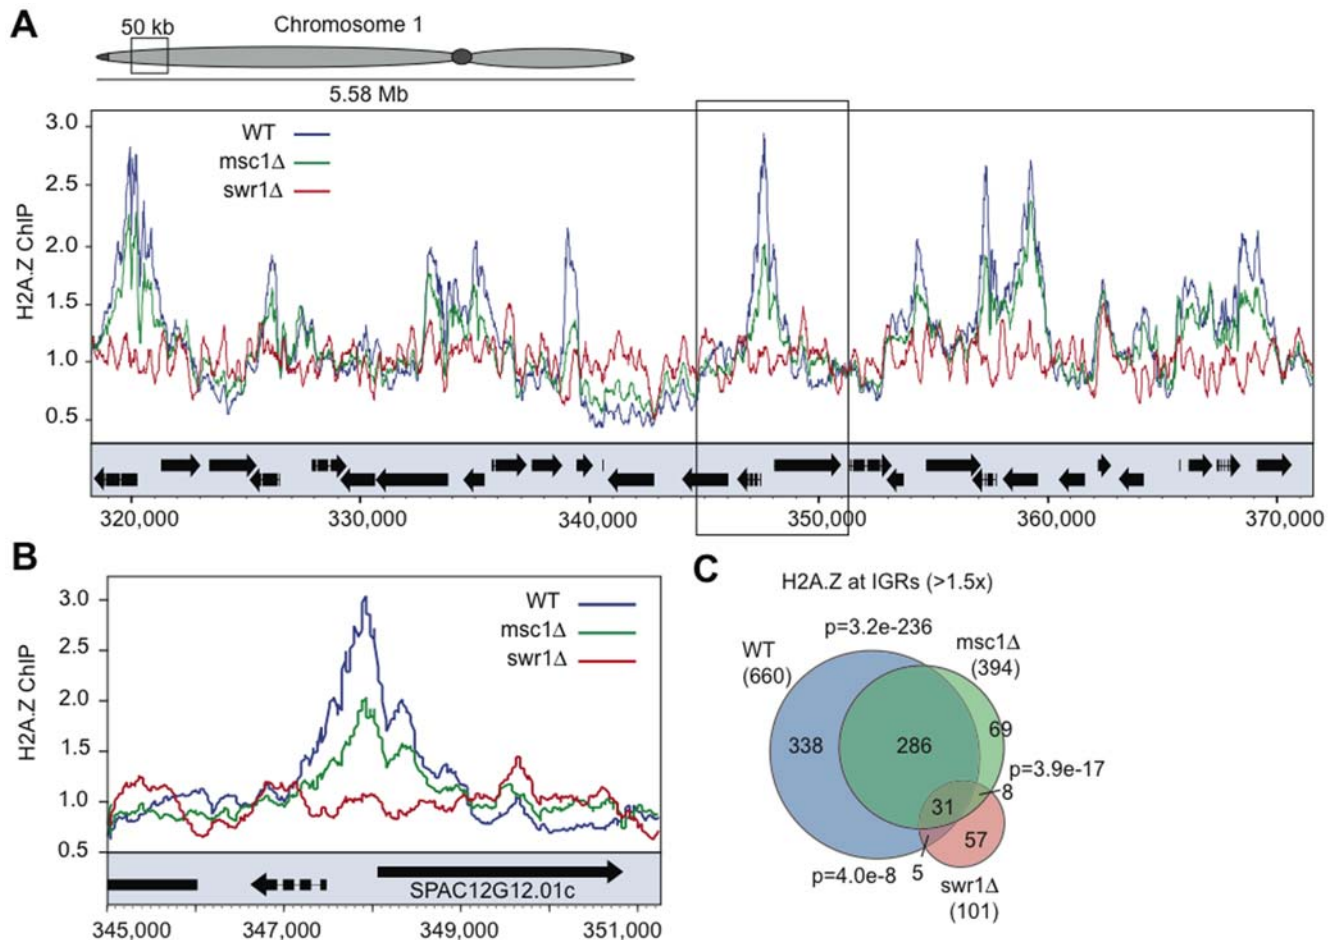 A
50 kb
Chromosome 1
5.58 Mb
H2A.Z ChIP
3.0
2.5
2.0
1.5
1.0
0.5
WT
msc1Δ
swr1Δ
320,000 330,000 340,000 350,000 360,000 370,000
B
H2A.Z ChIP
3.0
2.5
2.0
1.5
1.0
0.5
WT
msc1Δ
swr1Δ
SPAC12G12.01c
345,000 347,000 349,000 351,000
C
H2A.Z at IGRs (>1.5x)
p=3.2e-236
WT
(660)
msc1Δ
(394)
338
286
69
p=3.9e-17
8
31
57
5
p=4.0e-8
swr1Δ
(101)